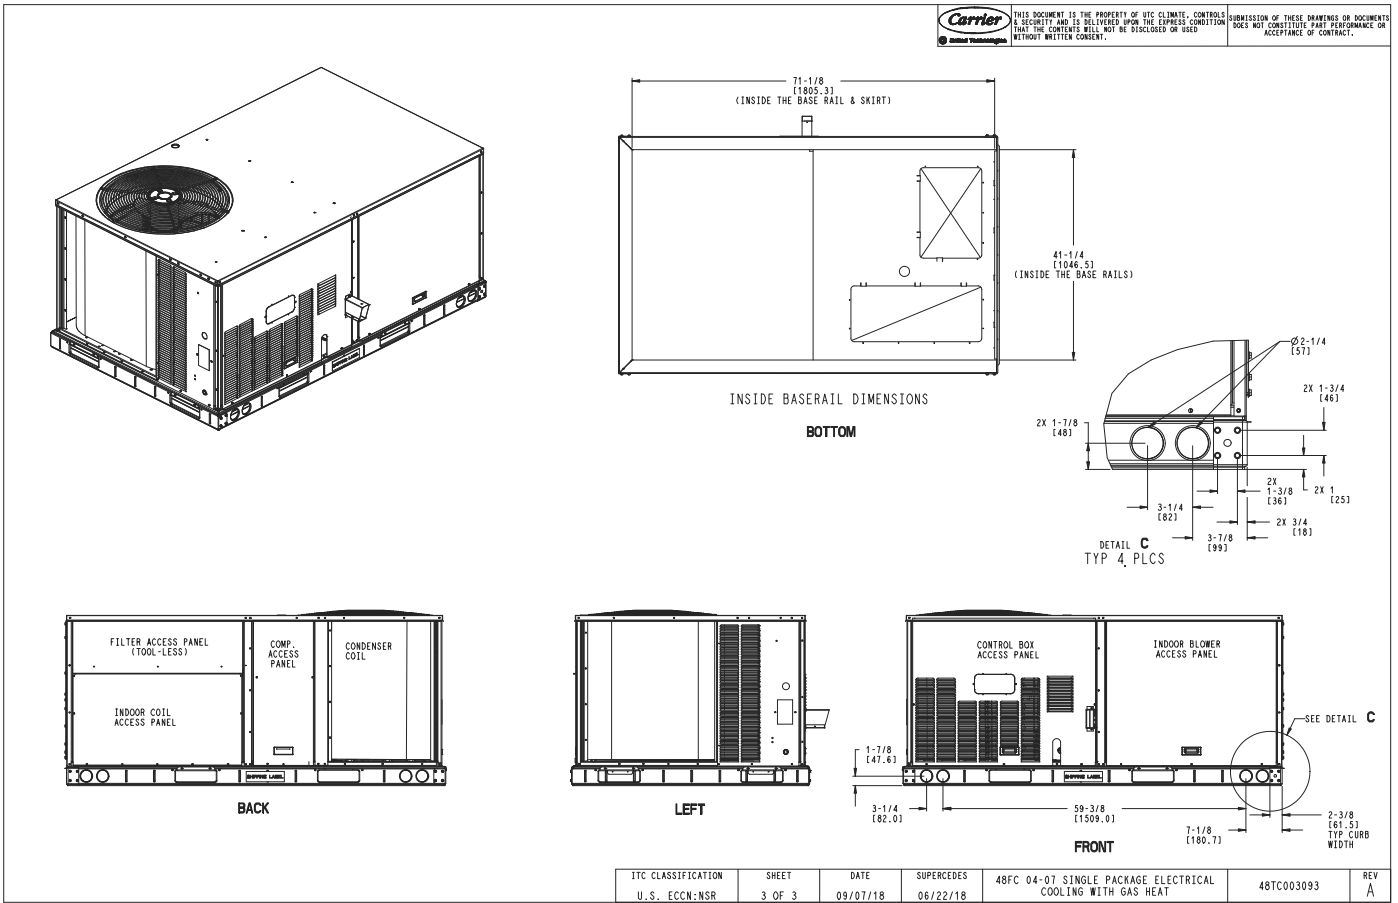 Carrier
United Technologies
THIS DOCUMENT IS THE PROPERTY OF UTC CLIMATE, CONTROLS
& SECURITY AND IS DELIVERED UPON THE EXPRESS CONDITION
THAT THE CONTENTS WILL NOT BE DISCLOSED OR USED
WITHOUT WRITTEN CONSENT.
SUBMISSION OF THESE DRAWINGS OR DOCUMENTS
DOES NOT CONSTITUTE PART PERFORMANCE OR
ACCEPTANCE OF CONTRACT.
71-1/8
[1805.3]
(INSIDE THE BASE RAIL & SKIRT)
41-1/4
[1046.5]
(INSIDE THE BASE RAILS)
INSIDE BASERAIL DIMENSIONS
BOTTOM
Ø2-1/4
[57]
2X 1-3/4
[46]
2X 1-7/8
[48]
2X
1-3/8
[36]
2X 1
[25]
3-1/4
[82]
2X 3/4
[18]
3-7/8
[99]
DETAIL C
TYP 4 PLCS
FILTER ACCESS PANEL
(TOOL-LESS)
COMP.
ACCESS
PANEL
CONDENSER
COIL
INDOOR COIL
ACCESS PANEL
SHIPPING LABEL
BACK
LEFT
CONTROL BOX
ACCESS PANEL
INDOOR BLOWER
ACCESS PANEL
SEE DETAIL C
1-7/8
[47.6]
SHIPPING LABEL
3-1/4
[82.0]
59-3/8
[1509.0]
7-1/8
[180.7]
2-3/8
[61.5]
TYP CURB
WIDTH
FRONT
ITC CLASSIFICATION
U.S. ECCN:NSR
SHEET
3 OF 3
DATE
09/07/18
SUPERCEDES
06/22/18
48FC 04-07 SINGLE PACKAGE ELECTRICAL
COOLING WITH GAS HEAT
48TC003093
REV
A